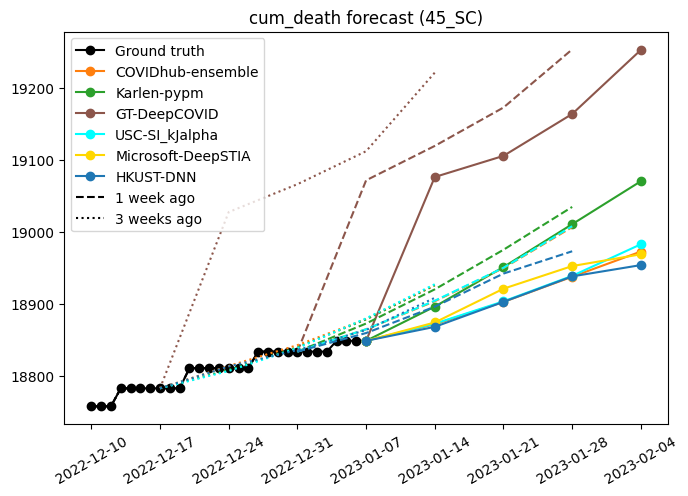 cum_death forecast (45_SC)
Ground truth
COVIDhub-ensemble
Karlen-pypm
GT-DeepCOVID
USC-SI_kJalpha
Microsoft-DeepSTIA
HKUST-DNN
1 week ago
3 weeks ago
19200
19100
19000
18900
18800
2022-12-10
2022-12-17
2022-12-24
2022-12-31
2023-01-07
2023-01-14
2023-01-21
2023-01-28
2023-02-04